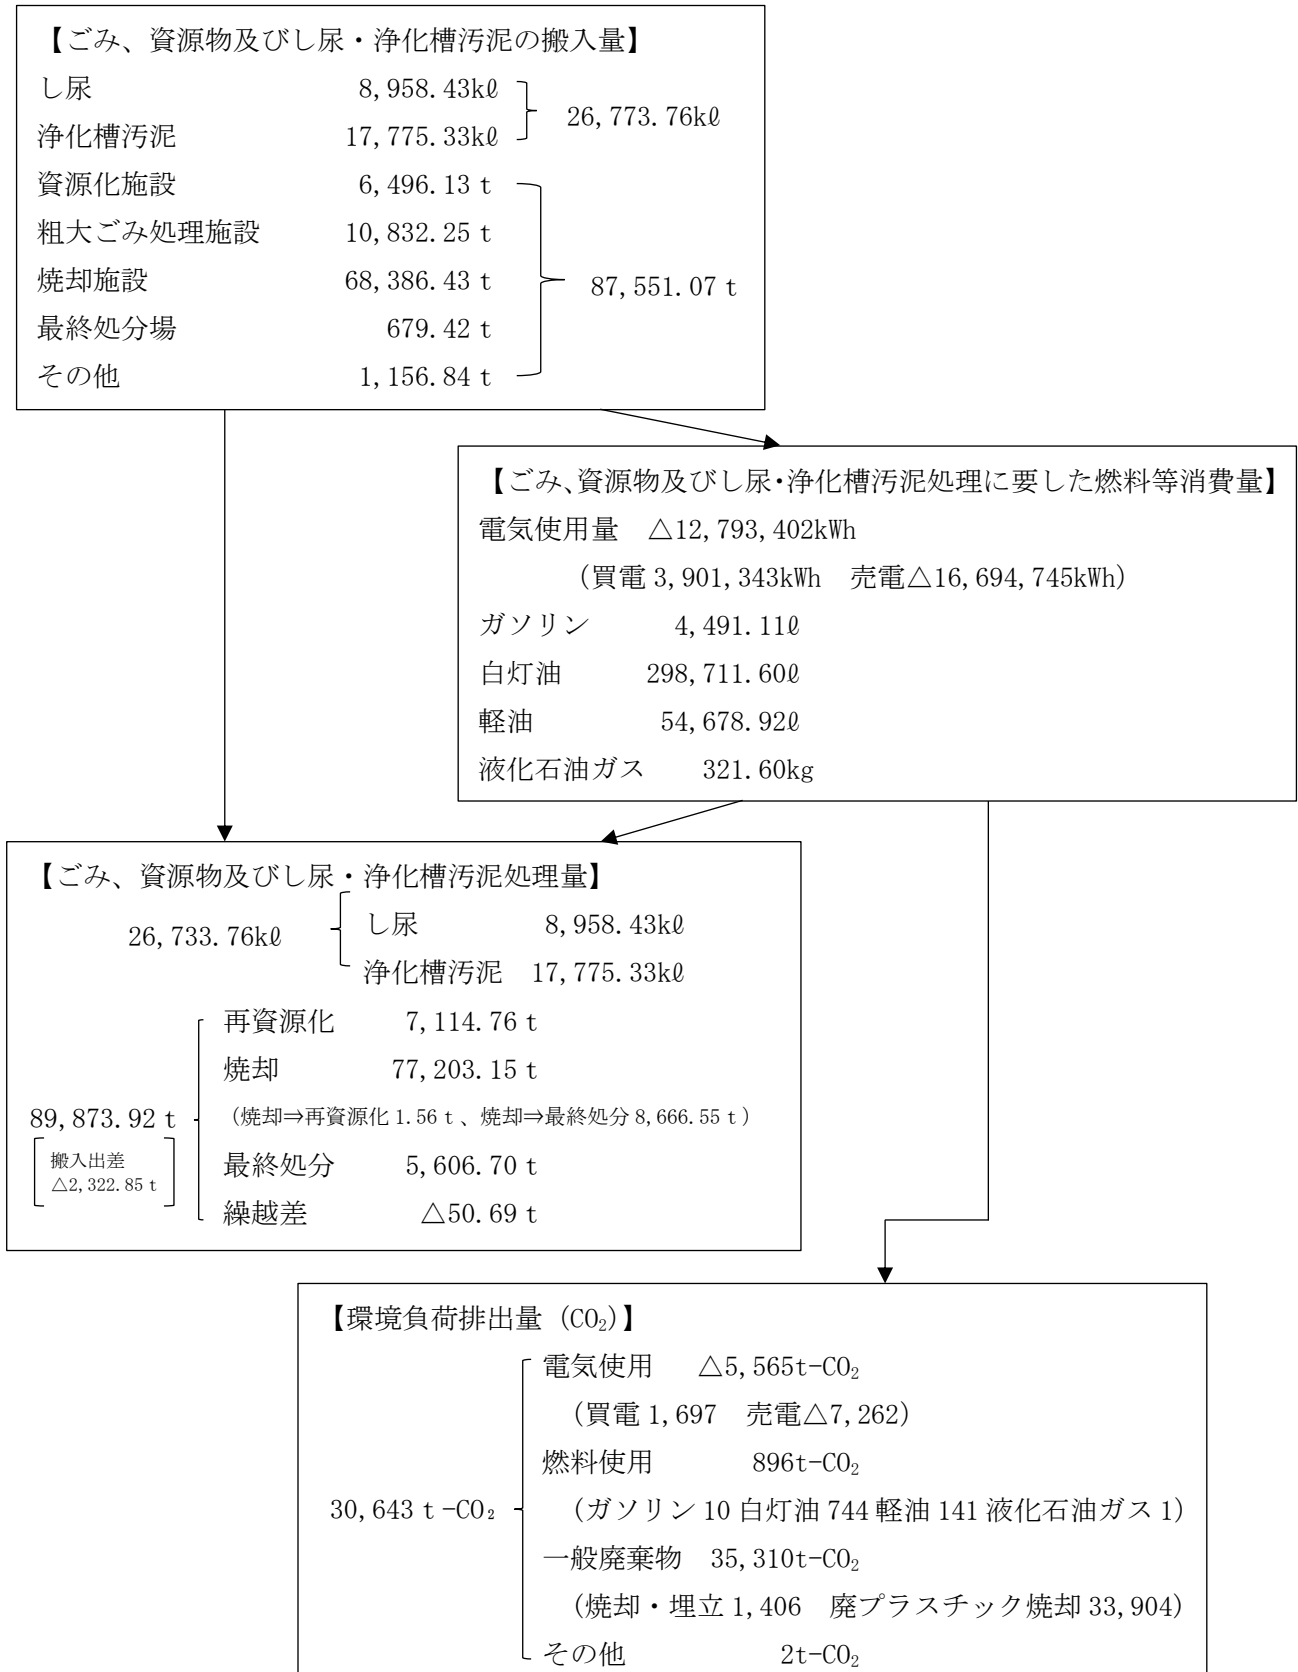 【ごみ、資源物及びし尿・浄化槽汚泥の搬入量】
し尿 8,958.43kℓ
26,773.76kℓ
浄化槽汚泥 17,775.33kℓ
資源化施設 6,496.13ｔ
粗大ごみ処理施設 10,832.25ｔ
焼却施設 68,386.43ｔ
87,551.07ｔ
最終処分場 679.42ｔ
その他 1,156.84ｔ
【ごみ、資源物及びし尿・浄化槽汚泥処理に要した燃料等消費量】
電気使用量 △12,793,402kWh
（買電 3,901,343kWh 売電△16,694,745kWh）
ガソリン 4,491.11ℓ
白灯油 298,711.60ℓ
軽油 54,678.92ℓ
液化石油ガス 321.60kg
【ごみ、資源物及びし尿・浄化槽汚泥処理量】
26,733.76kℓ
し尿 8,958.43kℓ
浄化槽汚泥 17,775.33kℓ
再資源化 7,114.76ｔ
焼却 77,203.15ｔ
89,873.92ｔ
（焼却⇒再資源化 1.56ｔ、焼却⇒最終処分 8,666.55ｔ）
搬入出差
△2,322.85ｔ
最終処分 5,606.70ｔ
繰越差 △50.69ｔ
【環境負荷排出量（CO₂）】
電気使用 △5,565t-CO₂
（買電 1,697 売電△7,262）
燃料使用 896t-CO₂
30,643ｔ-CO₂
（ガソリン 10 白灯油 744 軽油 141 液化石油ガス 1）
一般廃棄物 35,310t-CO₂
（焼却・埋立 1,406 廃プラスチック焼却 33,904）
その他 2t-CO₂